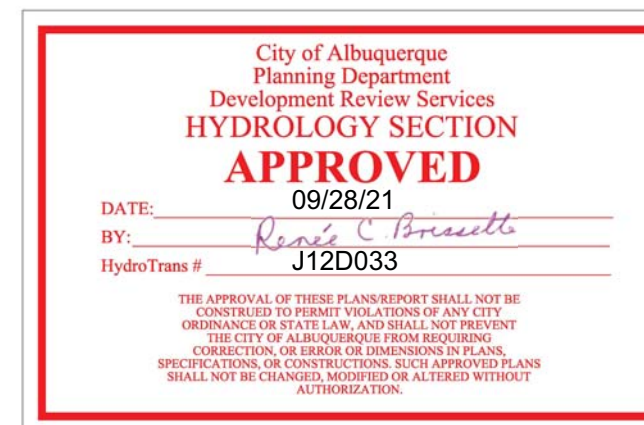 City of Albuquerque
Planning Department
Development Review Services
HYDROLOGY SECTION
APPROVED
DATE: 09/28/21
BY: Renée C. Brissette
HydroTrans # J12D033
THE APPROVAL OF THESE PLANS/REPORT SHALL NOT BE
CONSTRUED TO PERMIT VIOLATIONS OF ANY CITY
ORDINANCE OR STATE LAW, AND SHALL NOT PREVENT
THE CITY OF ALBUQUERQUE FROM REQUIRING
CORRECTION, OR ERROR OR DIMENSIONS IN PLANS,
SPECIFICATIONS, OR CONSTRUCTIONS. SUCH APPROVED PLANS
SHALL NOT BE CHANGED, MODIFIED OR ALTERED WITHOUT
AUTHORIZATION.